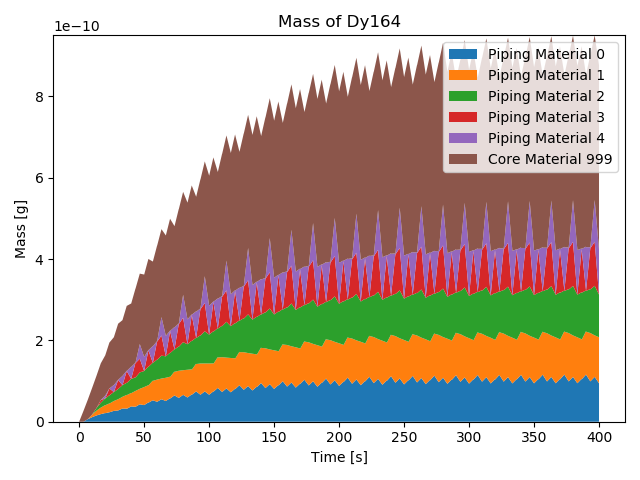 Mass of Dy164
1e−10
Piping Material 0
Piping Material 1
Piping Material 2
Piping Material 3
Piping Material 4
Core Material 999
8
6
4
2
0
Mass [g]
0 50 100 150 200 250 300 350 400
Time [s]